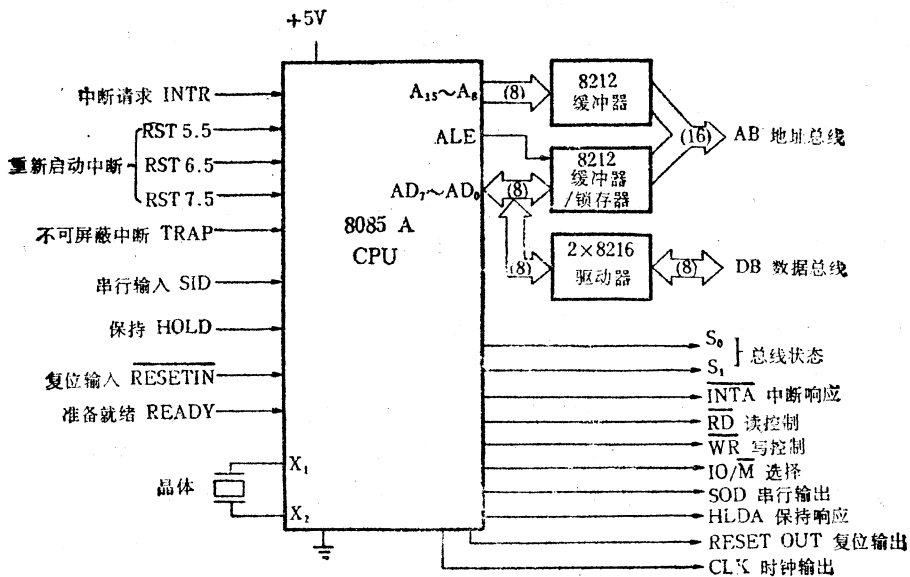 +5V
中断请求 INTR
RST 5.5
重新启动中断
RST 6.5
RST 7.5
不可屏蔽中断 TRAP
串行输入 SID
保持 HOLD
复位输入 RESETIN
准备就绪 READY
晶体
X₁
X₂
8085 A
CPU
A₁₅~A₈
ALE
AD₇~AD₀
(8)
(8)
(8)
8212
缓冲器
8212
缓冲器
/锁存器
2×8216
驱动器
(16)
AB 地址总线
(8)
DB 数据总线
S₀
总线状态
S₁
INTA 中断响应
RD 读控制
WR 写控制
IO/M 选择
SOD 串行输出
HLDA 保持响应
RESET OUT 复位输出
CLK 时钟输出